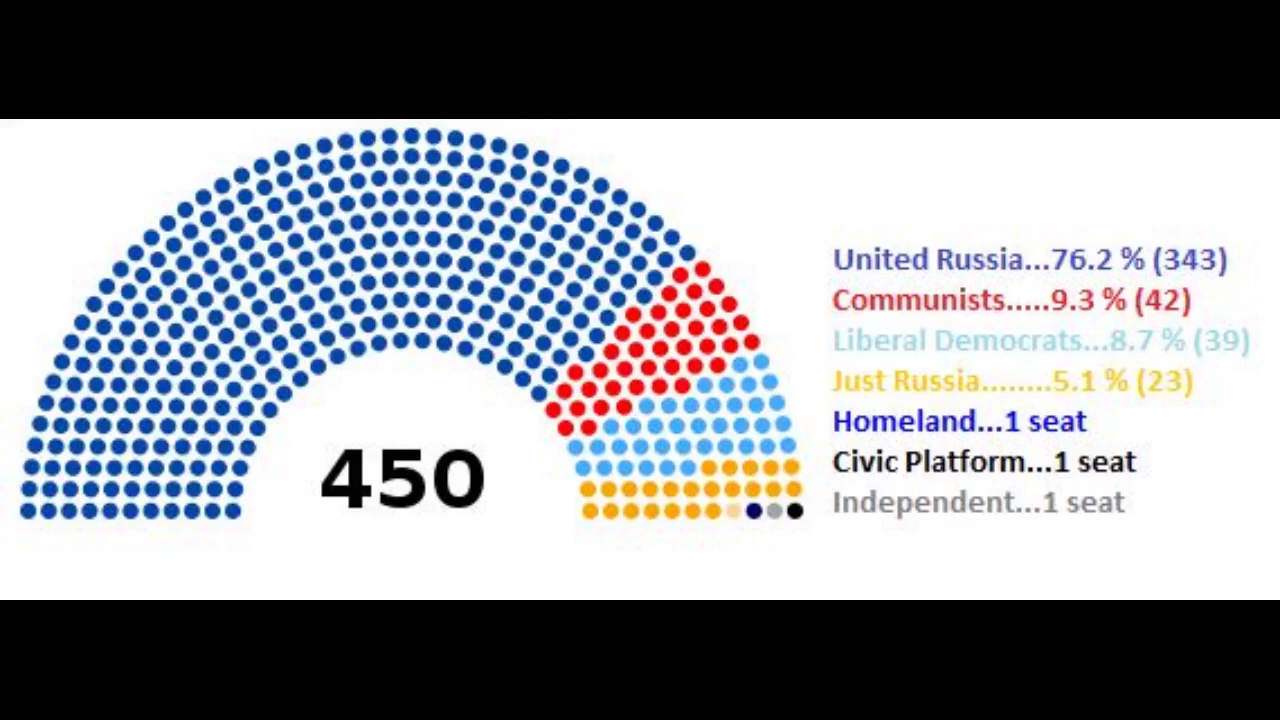 450
United Russia...76.2 % (343)
Communists.....9.3 % (42)
Liberal Democrats...8.7 % (39)
Just Russia........5.1 % (23)
Homeland...1 seat
Civic Platform...1 seat
Independent...1 seat